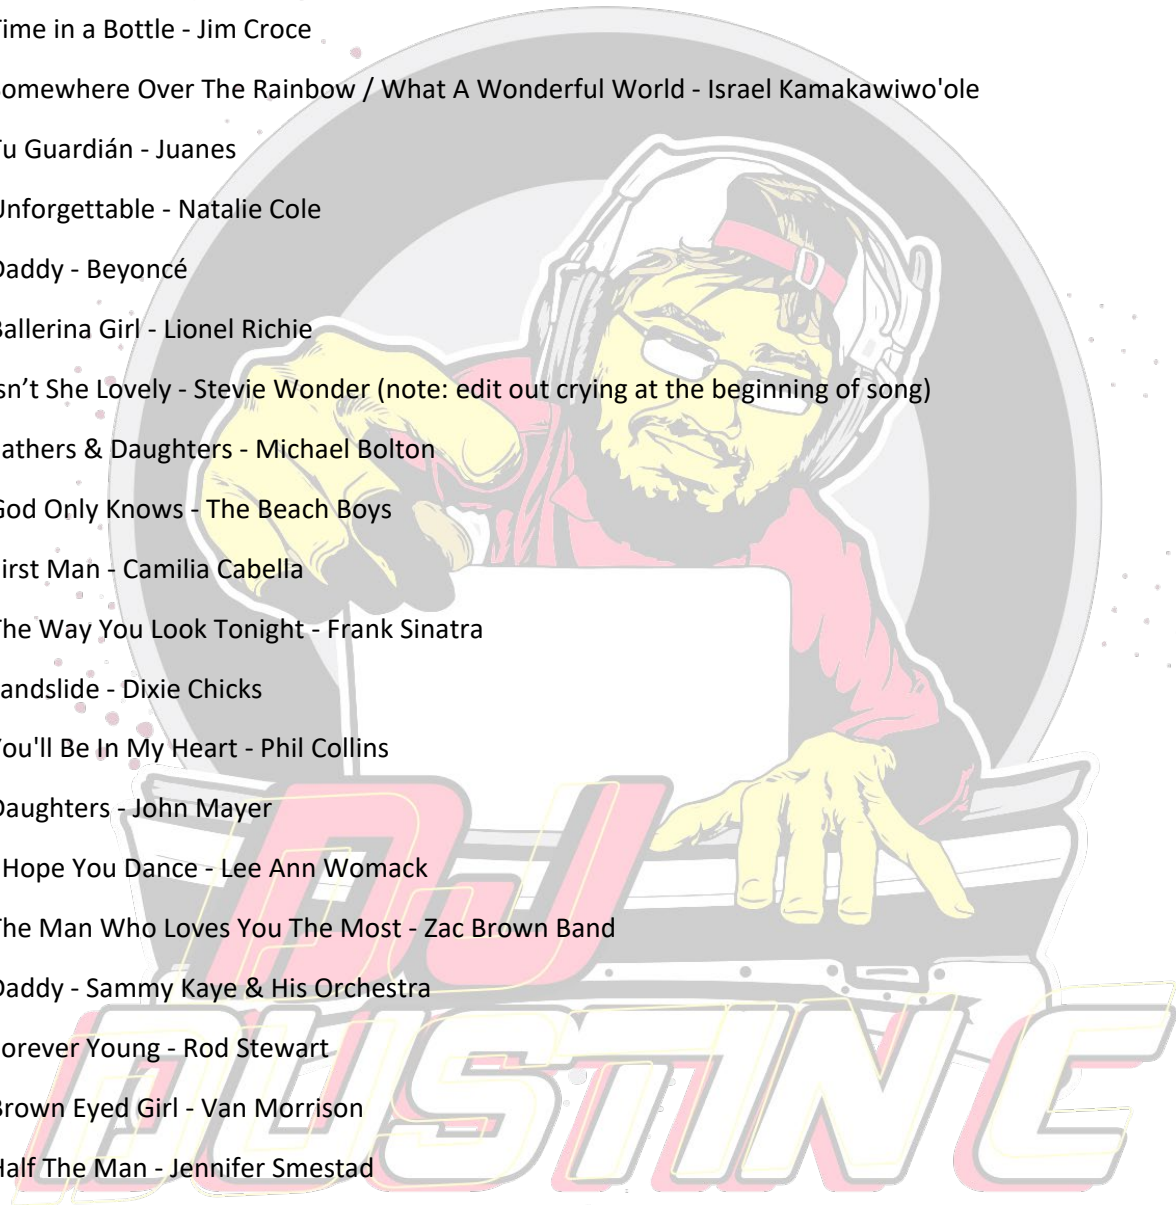 Time in a Bottle - Jim Croce
Somewhere Over The Rainbow / What A Wonderful World - Israel Kamakawiwo'ole
Tu Guardián - Juanes
Unforgettable - Natalie Cole
Daddy - Beyoncé
Ballerina Girl - Lionel Richie
sn’t She Lovely - Stevie Wonder (note: edit out crying at the beginning of song)
athers & Daughters - Michael Bolton
God Only Knows - The Beach Boys
irst Man - Camilia Cabella
The Way You Look Tonight - Frank Sinatra
andslide - Dixie Chicks
You'll Be In My Heart - Phil Collins
Daughters - John Mayer
Hope You Dance - Lee Ann Womack
The Man Who Loves You The Most - Zac Brown Band
Daddy - Sammy Kaye & His Orchestra
orever Young - Rod Stewart
Brown Eyed Girl - Van Morrison
Half The Man - Jennifer Smestad
DJ
DUSTIN C